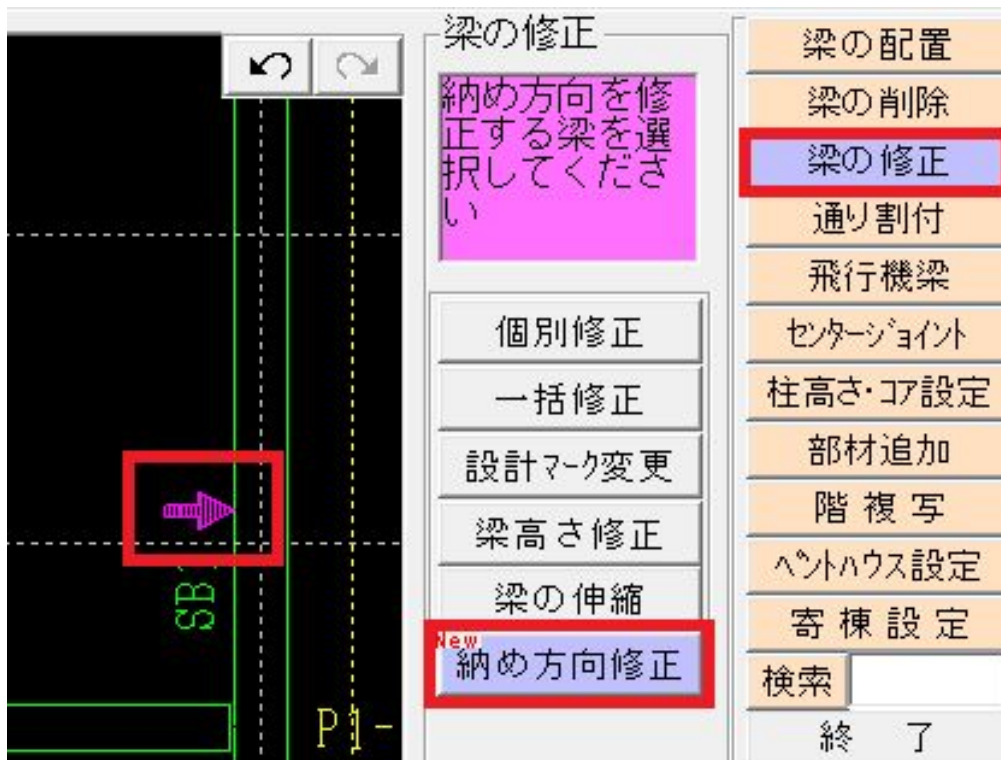 梁の修正
納め方向を修
正する梁を選
択してくださ
い
個別修正
一括修正
設計ﾏｰｸ変更
梁高さ修正
梁の伸縮
New
納め方向修正
梁の配置
梁の削除
梁の修正
通り割付
飛行機梁
ｾﾝﾀｰｼﾞｮｲﾝﾄ
柱高さ･ｺｱ設定
部材追加
階 複 写
ﾍﾟﾝﾄﾊｳｽ設定
寄 棟 設 定
検索
終　了
SB
P1-